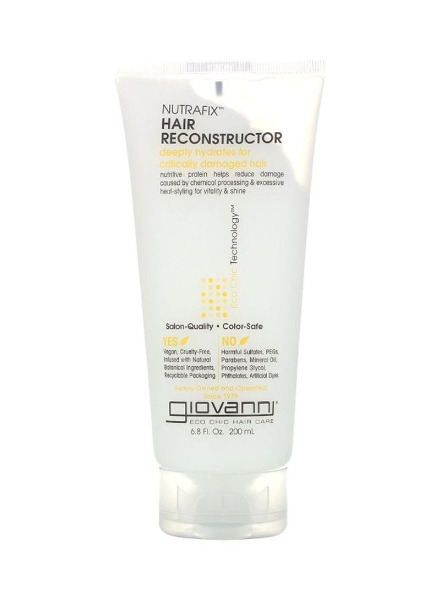 NUTRAFIX™
HAIR
RECONSTRUCTOR
deeply hydrates for
critically damaged hair
nutritive protein helps reduce damage
caused by chemical processing & excessive
heat-styling for vitality & shine
Eco Chic Technology™
Salon-Quality • Color-Safe
YES
Vegan, Cruelty-Free,
Infused with Natural
Botanical Ingredients,
Recyclable Packaging
NO
Harmful Sulfates, PEGs,
Parabens, Mineral Oil,
Propylene Glycol,
Phthalates, Artificial Dyes
Family Owned and Operated
Since 1979
giovanni
ECO CHIC HAIR CARE
6.8 Fl. Oz. 200 mL